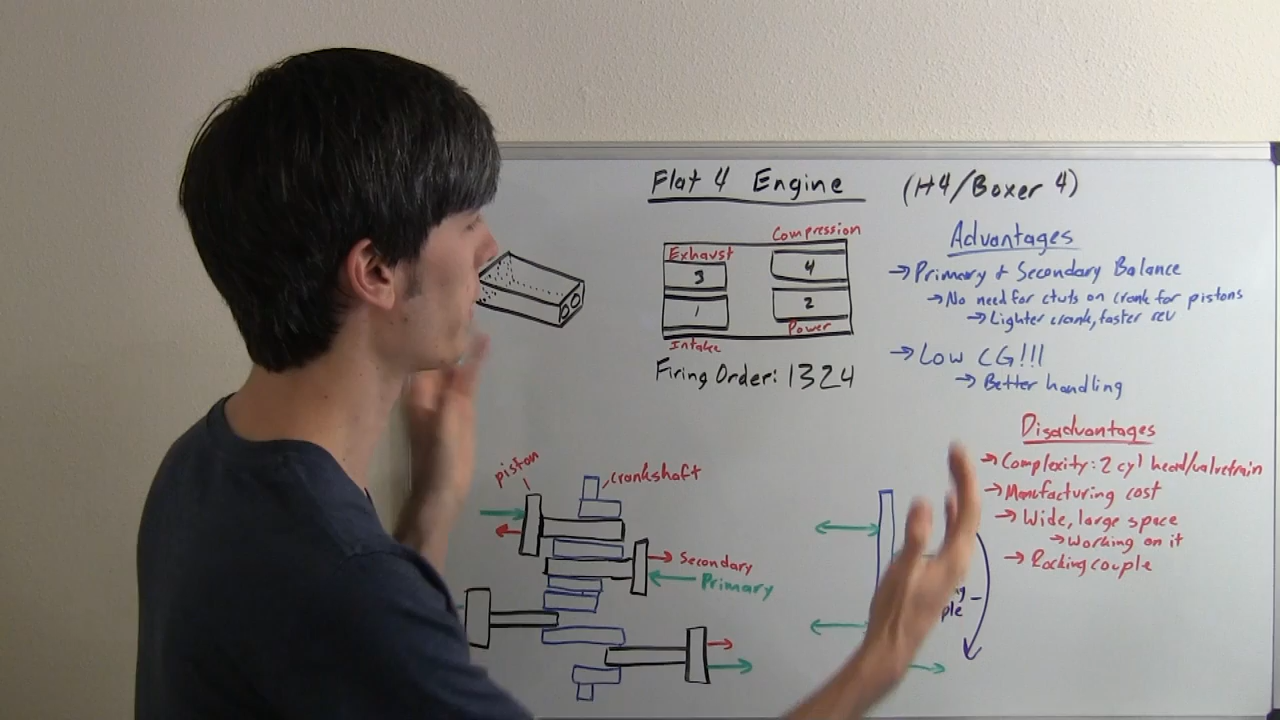 Flat 4 Engine (H4/Boxer 4)
Compression
Exhaust
3
4
1
2
Power
Intake
Firing Order: 1324
Advantages
→ Primary & Secondary Balance
→ No need for ctwts on crank for pistons
→ Lighter crank, faster rev
→ Low CG!!!
→ Better handling
Disadvantages
→ Complexity: 2 cyl head/valvetrain
→ Manufacturing cost
→ Wide, large space
→ Working on it
→ Rocking couple
piston
crankshaft
Secondary
Primary